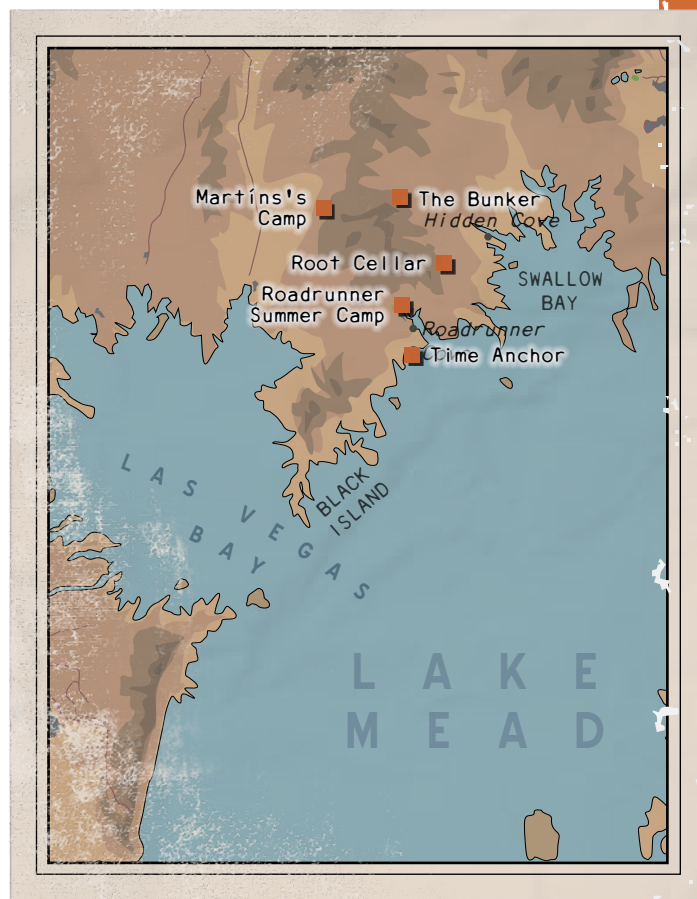 Martíns's
Camp
The Bunker
Hidden Cove
Root Cellar
SWALLOW
BAY
Roadrunner
Summer Camp
Roadrunner
Time Anchor
BLACK
ISLAND
LAS VEGAS
BAY
LAKE
MEAD